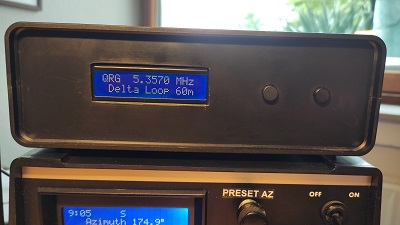 QRG 5.3570 MHz
Delta Loop 60m
PRESET AZ
OFF ON
9:05 S
Azimuth 174.9°